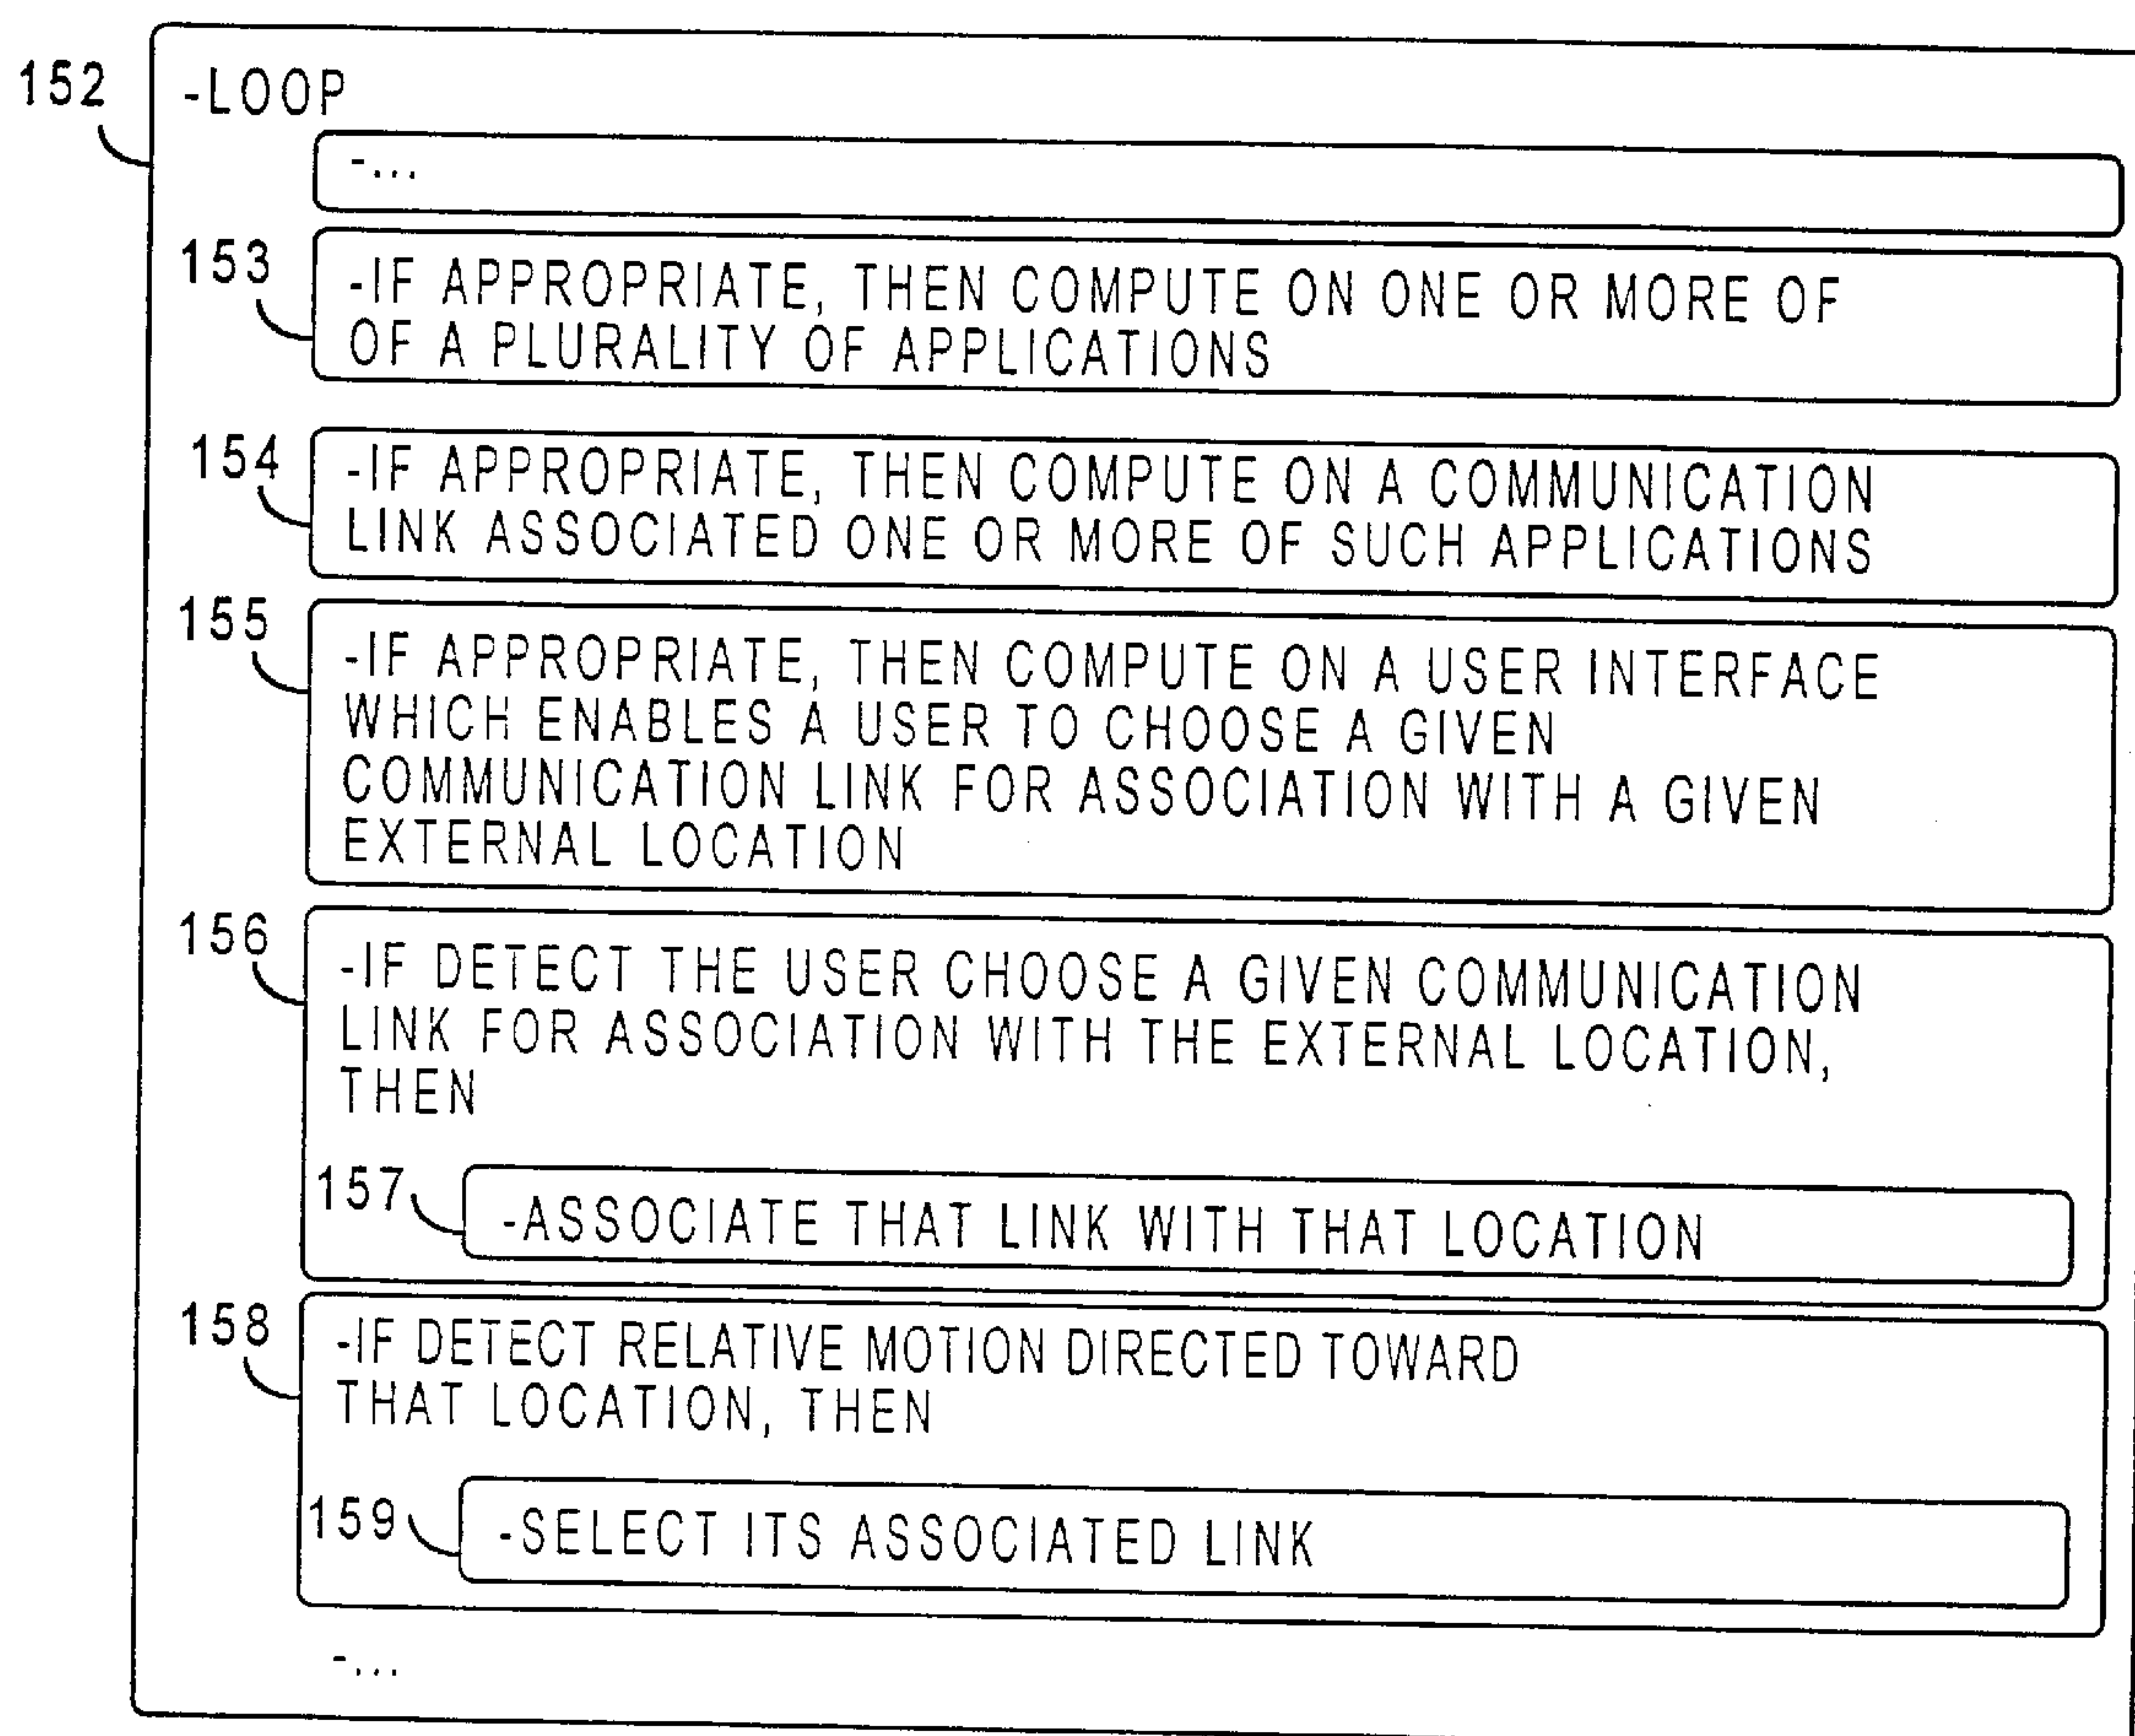 152 -LOOP
-...
153 -IF APPROPRIATE, THEN COMPUTE ON ONE OR MORE OF
OF A PLURALITY OF APPLICATIONS
154 -IF APPROPRIATE, THEN COMPUTE ON A COMMUNICATION
LINK ASSOCIATED ONE OR MORE OF SUCH APPLICATIONS
155 -IF APPROPRIATE, THEN COMPUTE ON A USER INTERFACE
WHICH ENABLES A USER TO CHOOSE A GIVEN
COMMUNICATION LINK FOR ASSOCIATION WITH A GIVEN
EXTERNAL LOCATION
156 -IF DETECT THE USER CHOOSE A GIVEN COMMUNICATION
LINK FOR ASSOCIATION WITH THE EXTERNAL LOCATION,
THEN
157 -ASSOCIATE THAT LINK WITH THAT LOCATION
158 -IF DETECT RELATIVE MOTION DIRECTED TOWARD
THAT LOCATION, THEN
159 -SELECT ITS ASSOCIATED LINK
-...